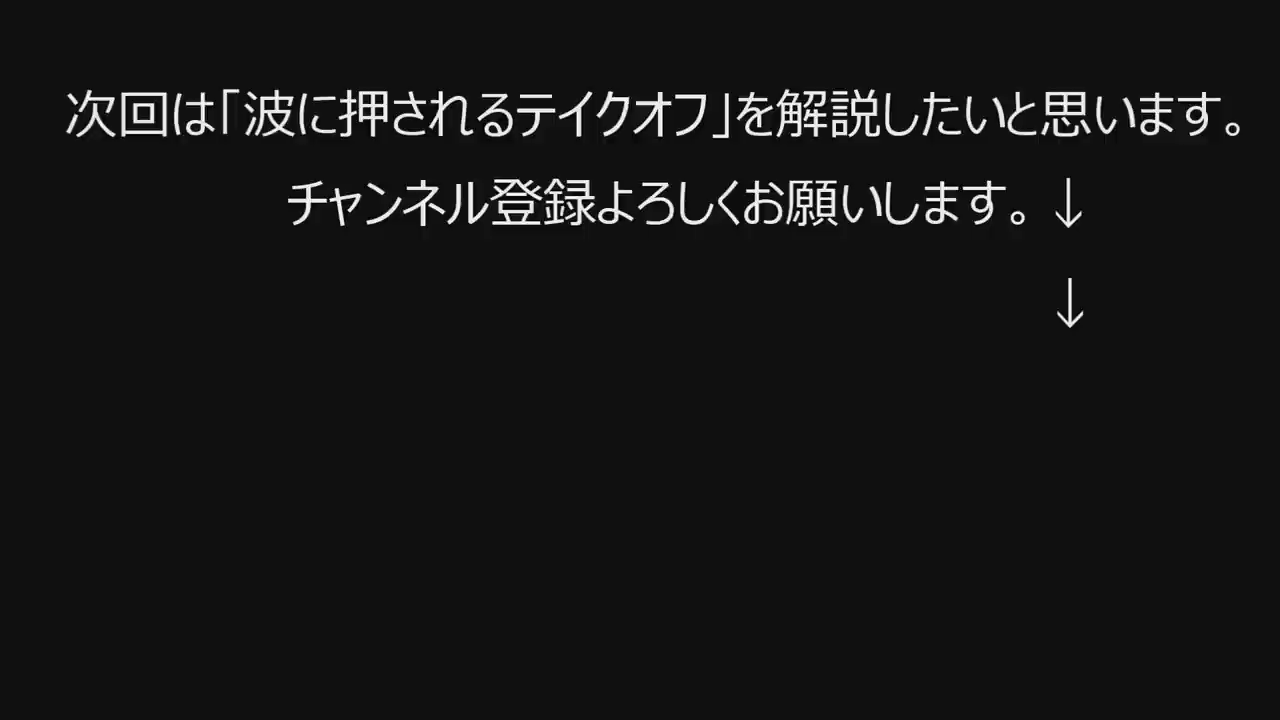 次回は「波に押されるテイクオフ」を解説したいと思います。
チャンネル登録よろしくお願いします。↓
↓